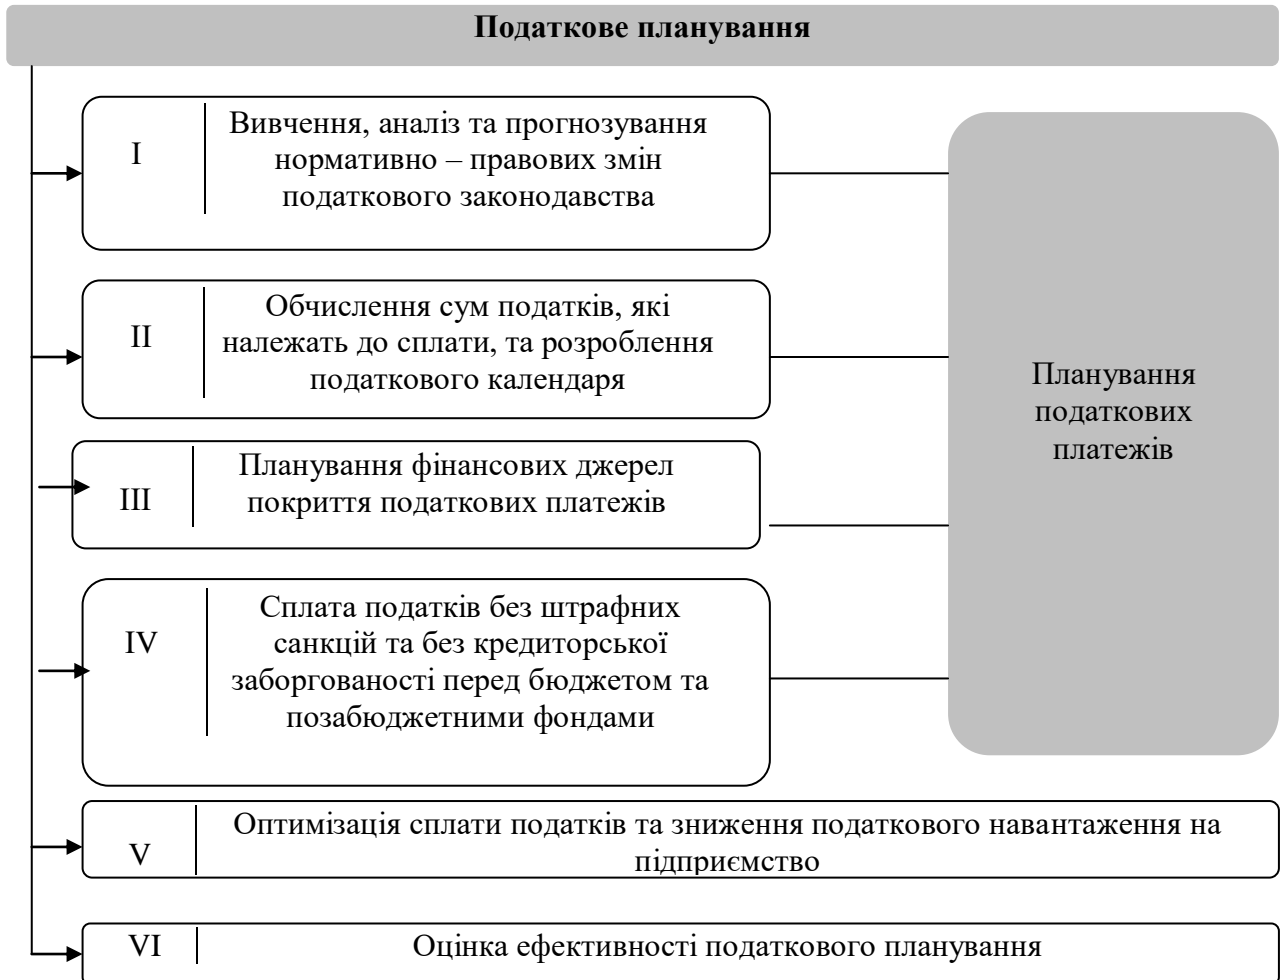 Податкове планування
I
Вивчення, аналіз та прогнозування
нормативно – правових змін
податкового законодавства
II
Обчислення сум податків, які
належать до сплати, та розроблення
податкового календаря
III
Планування фінансових джерел
покриття податкових платежів
IV
Сплата податків без штрафних
санкцій та без кредиторської
заборгованості перед бюджетом та
позабюджетними фондами
Планування
податкових
платежів
V
Оптимізація сплати податків та зниження податкового навантаження на
підприємство
VI
Оцінка ефективності податкового планування